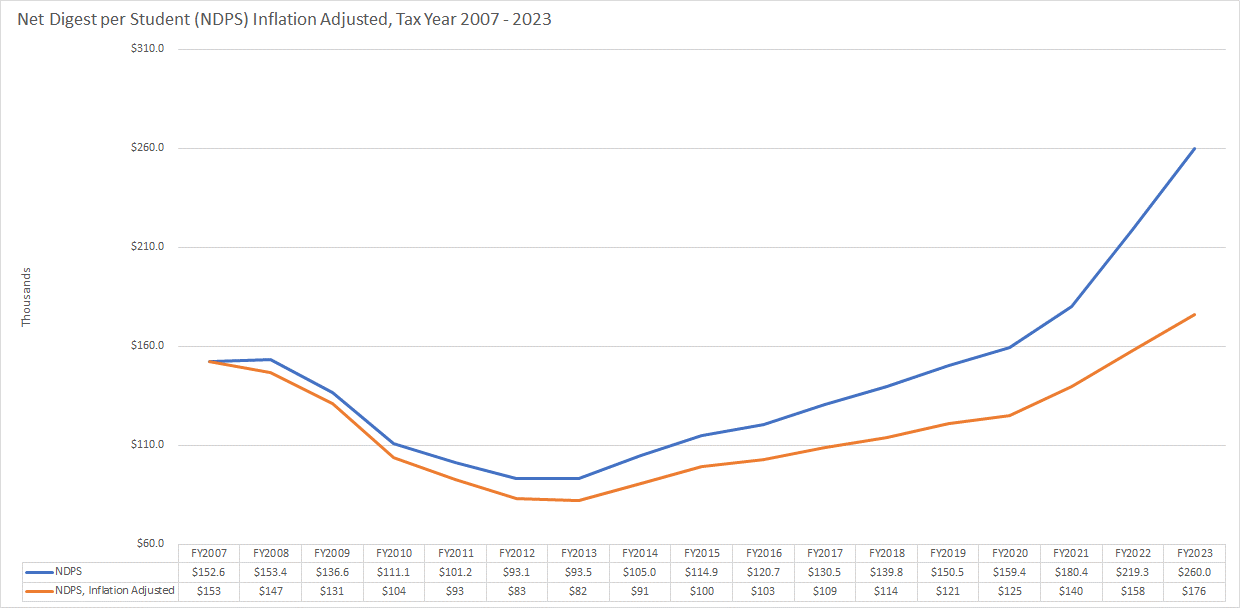 Net Digest per Student (NDPS) Inflation Adjusted, Tax Year 2007 - 2023
$310.0
$260.0
$210.0
$160.0
$110.0
$60.0
Thousands
FY2007 FY2008 FY2009 FY2010 FY2011 FY2012 FY2013 FY2014 FY2015 FY2016 FY2017 FY2018 FY2019 FY2020 FY2021 FY2022 FY2023
NDPS $152.6 $153.4 $136.6 $111.1 $101.2 $93.1 $93.5 $105.0 $114.9 $120.7 $130.5 $139.8 $150.5 $159.4 $180.4 $219.3 $260.0
NDPS, Inflation Adjusted $153 $147 $131 $104 $93 $83 $82 $91 $100 $103 $109 $114 $121 $125 $140 $158 $176